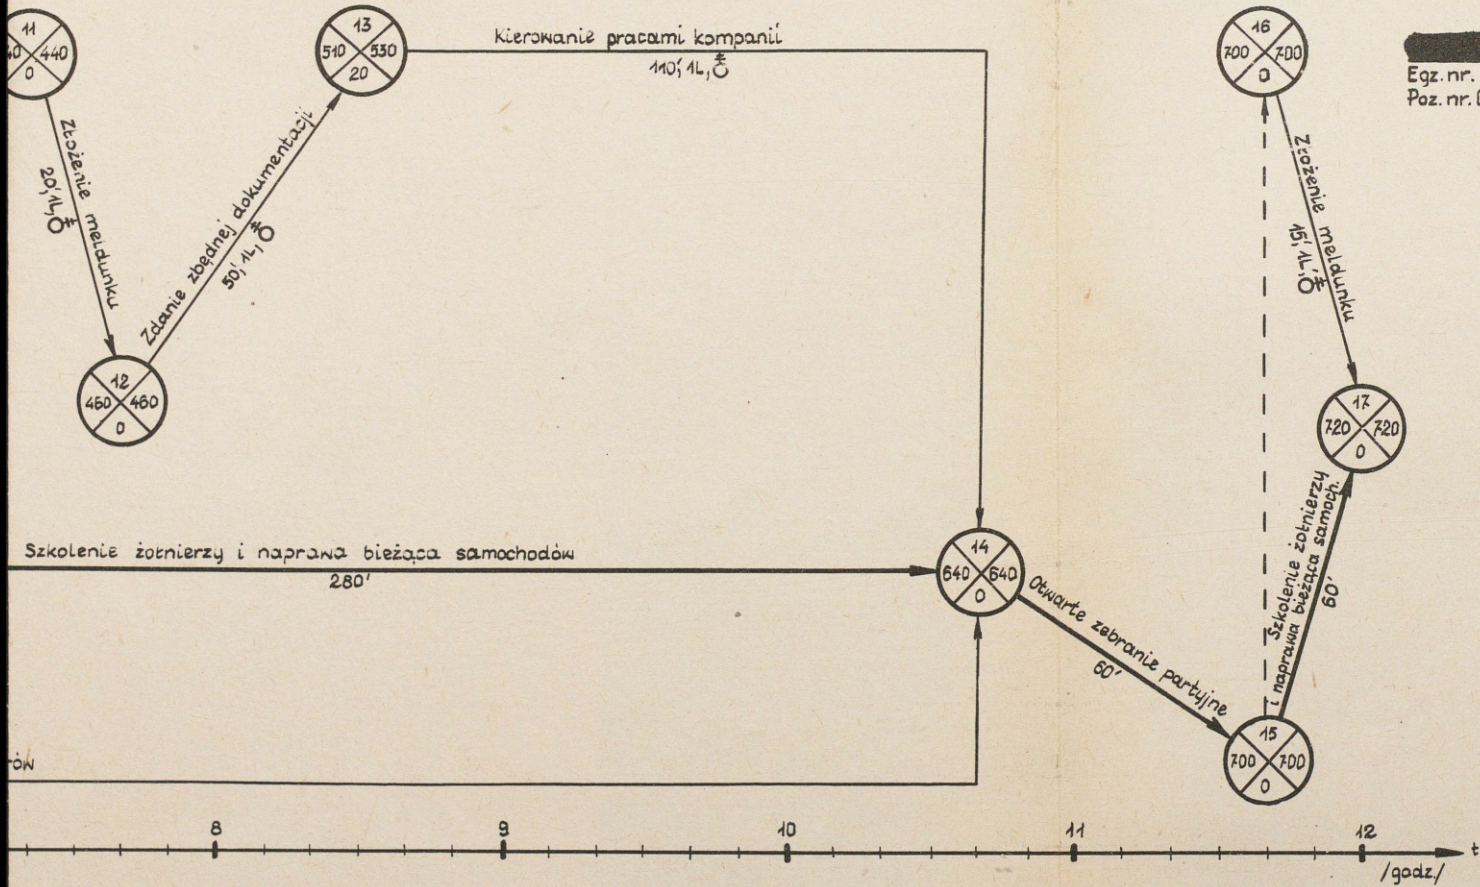 11
440
0
13
510 530
20
Kierowanie pracami kompanii
110', 1L,
16
700 700
0
Egz. nr.
Poz. nr.
Złożenie meldunku
20', 1L,
Zdanie zbędnej dokumentacji
50', 1L,
Złożenie meldunku
15', 1L,
12
460 460
0
17
720 720
0
Szkolenie żołnierzy i naprawa bieżąca samochodów
280'
14
640 640
0
Otwarte zebranie partyjne
60'
Szkolenie żołnierzy
i naprawa bieżąca samoch.
60'
15
700 700
0
rów
8 9 10 11 12
t
/godz./